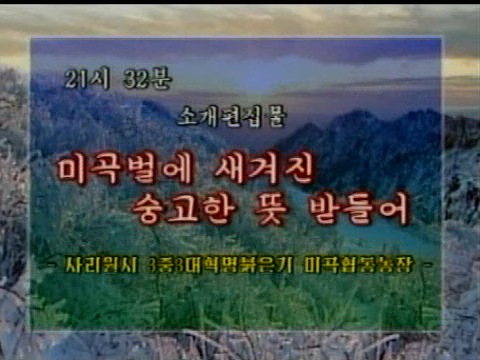 21시 32분
소개편집물
미곡벌에 새겨진
숭고한 뜻 받들어
- 사리원시 3중3대혁명붉은기 미곡협동농장 -